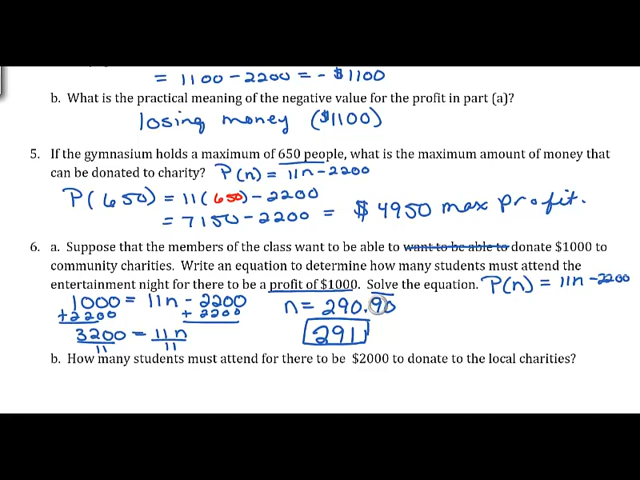 = 1100 - 2200 = - $1100
b. What is the practical meaning of the negative value for the profit in part (a)?
losing money ($1100)
5. If the gymnasium holds a maximum of 650 people, what is the maximum amount of money that
can be donated to charity? P(n) = 11n - 2200
P(650) = 11(650) - 2200
= 7150 - 2200 = $4950 max profit.
6. a. Suppose that the members of the class want to be able to want to be able to donate $1000 to
community charities. Write an equation to determine how many students must attend the
entertainment night for there to be a profit of $1000. Solve the equation. P(n) = 11n - 2200
1000 = 11n - 2200 n = 290.90
+2200 + 2200
3200 = 11n 291
11 11
b. How many students must attend for there to be $2000 to donate to the local charities?